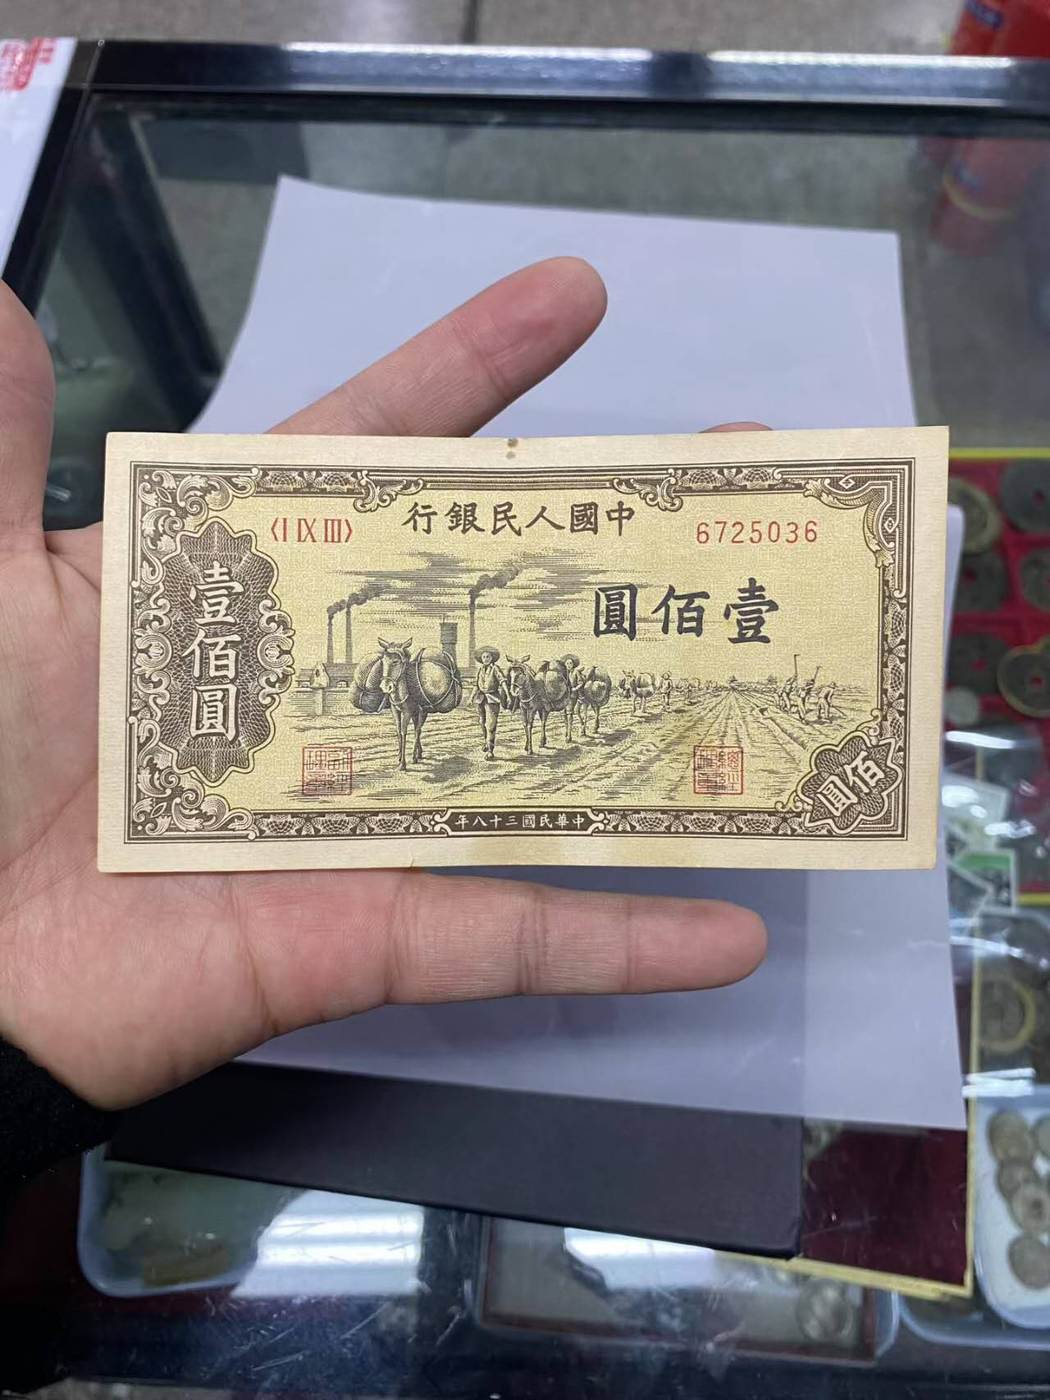 中國人民銀行
〈I IX III〉
6725036
壹佰圓
壹佰圓
佰圓
中華民國三十八年